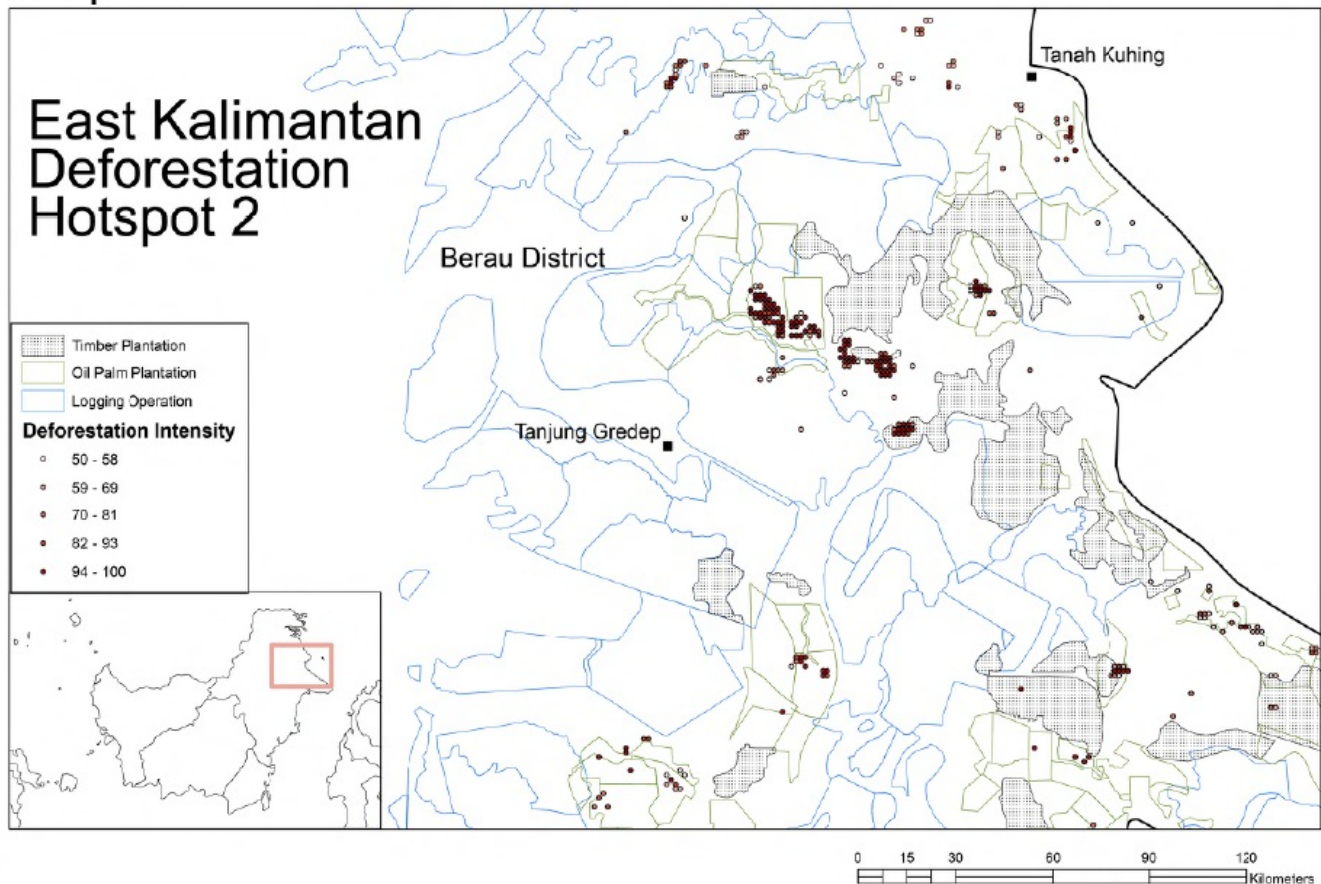 East Kalimantan
Deforestation
Hotspot 2
Tanah Kuhing
Berau District
Tanjung Gredep
Timber Plantation
Oil Palm Plantation
Logging Operation
Deforestation Intensity
50 - 58
59 - 69
70 - 81
82 - 93
94 - 100
0 15 30 60 90 120
Kilometers